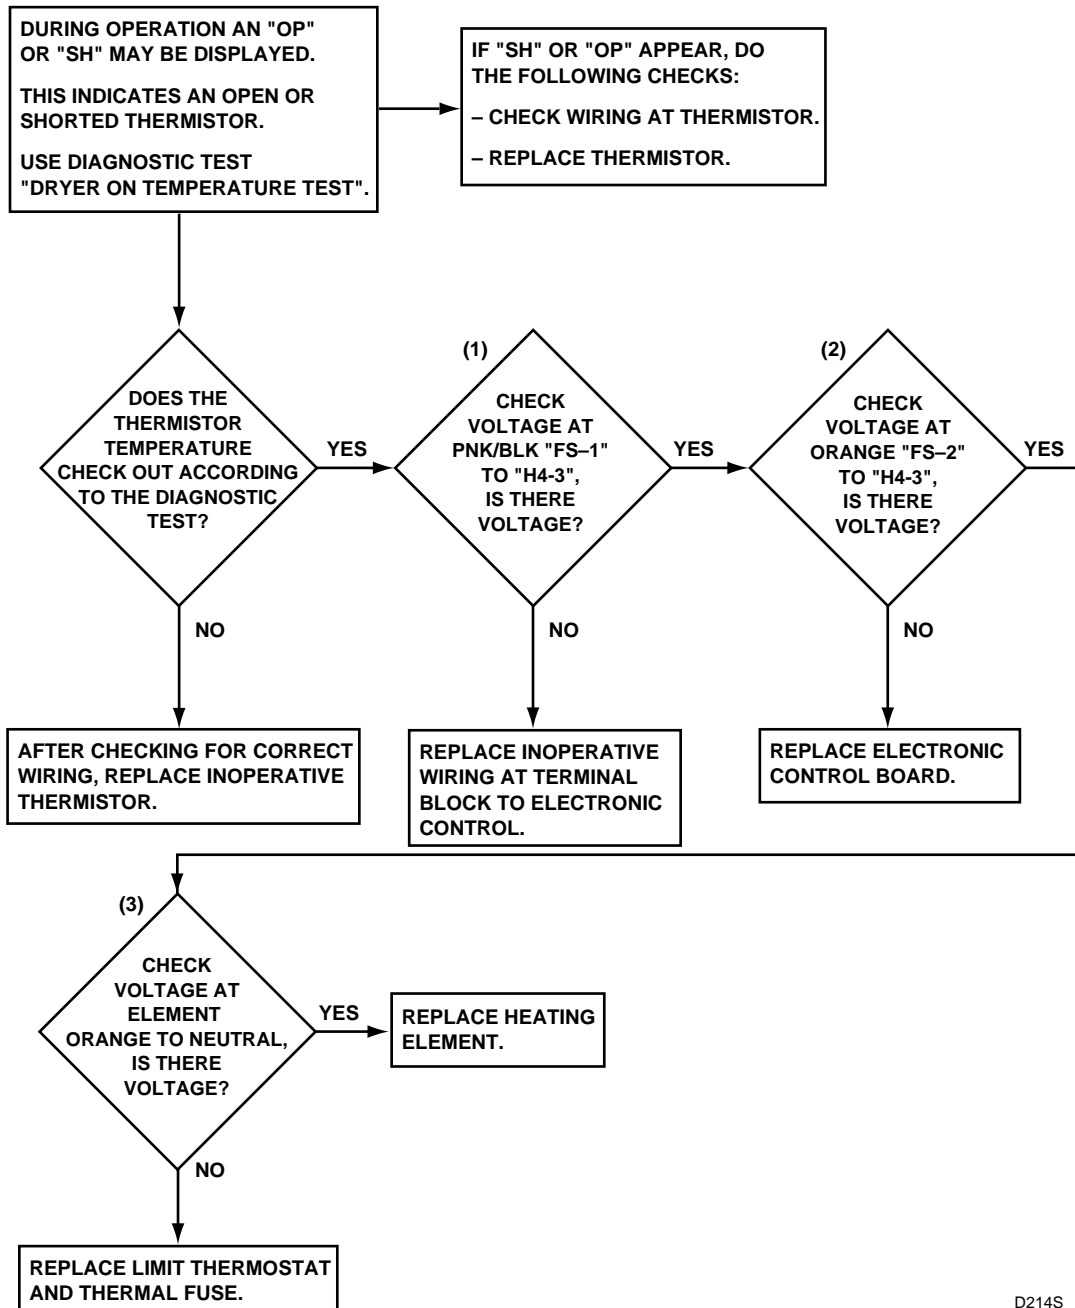 DURING OPERATION AN "OP"
OR "SH" MAY BE DISPLAYED.
THIS INDICATES AN OPEN OR
SHORTED THERMISTOR.
USE DIAGNOSTIC TEST
"DRYER ON TEMPERATURE TEST".
IF "SH" OR "OP" APPEAR, DO
THE FOLLOWING CHECKS:
– CHECK WIRING AT THERMISTOR.
– REPLACE THERMISTOR.
DOES THE
THERMISTOR
TEMPERATURE
CHECK OUT ACCORDING
TO THE DIAGNOSTIC
TEST?
YES
NO
AFTER CHECKING FOR CORRECT
WIRING, REPLACE INOPERATIVE
THERMISTOR.
(1)
CHECK
VOLTAGE AT
PNK/BLK "FS–1"
TO "H4-3",
IS THERE
VOLTAGE?
YES
NO
REPLACE INOPERATIVE
WIRING AT TERMINAL
BLOCK TO ELECTRONIC
CONTROL.
(2)
CHECK
VOLTAGE AT
ORANGE "FS–2"
TO "H4-3",
IS THERE
VOLTAGE?
YES
NO
REPLACE ELECTRONIC
CONTROL BOARD.
(3)
CHECK
VOLTAGE AT
ELEMENT
ORANGE TO NEUTRAL,
IS THERE
VOLTAGE?
YES
REPLACE HEATING
ELEMENT.
NO
REPLACE LIMIT THERMOSTAT
AND THERMAL FUSE.
D214S